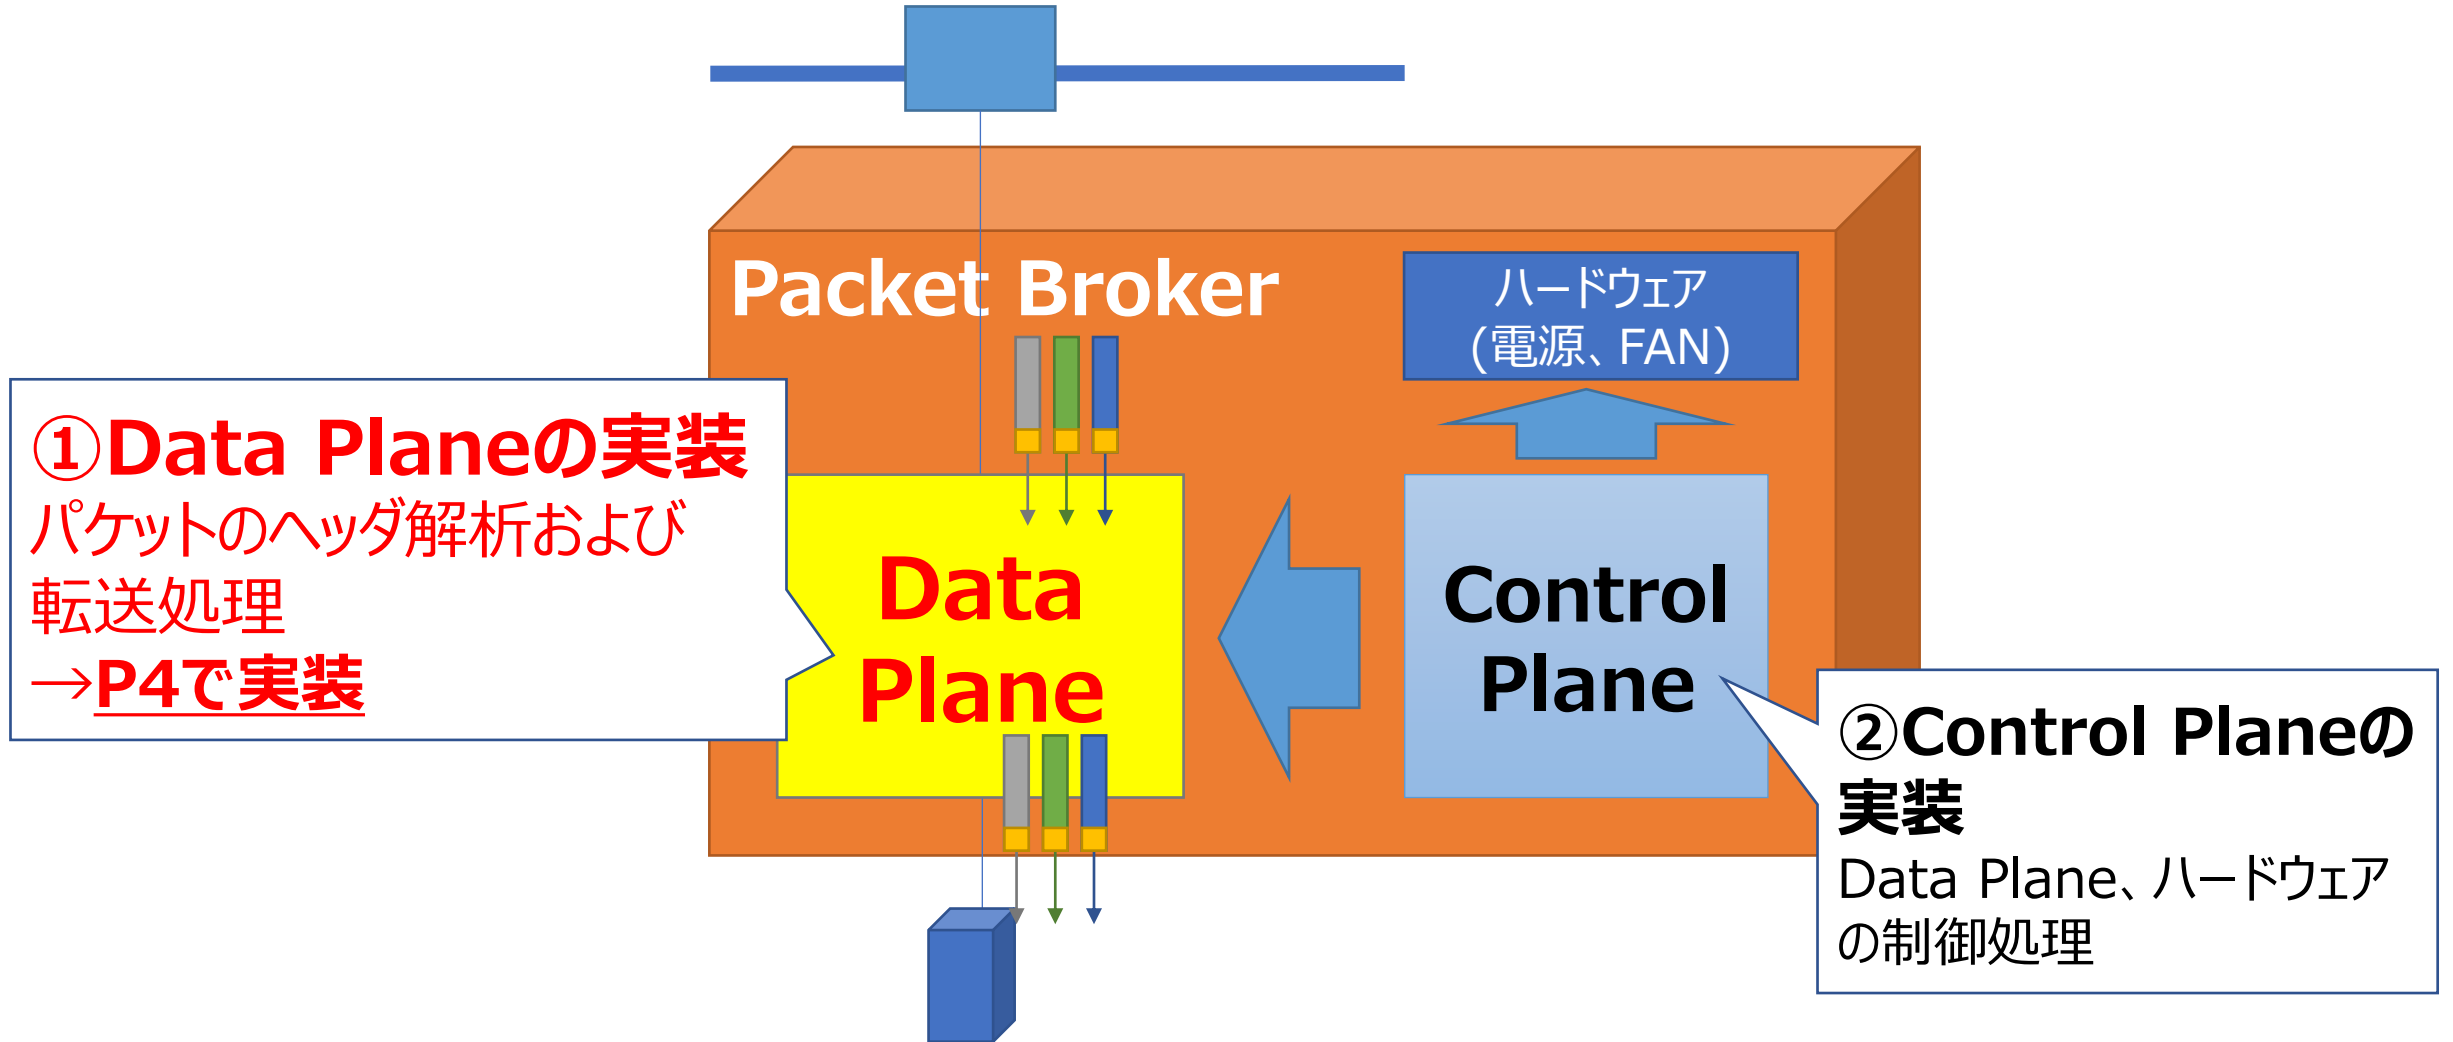 Packet Broker
ハードウェア
(電源、FAN)
①Data Planeの実装
パケットのヘッダ解析および
転送処理
→P4で実装
Data
Plane
Control
Plane
②Control Planeの
実装
Data Plane、ハードウェア
の制御処理